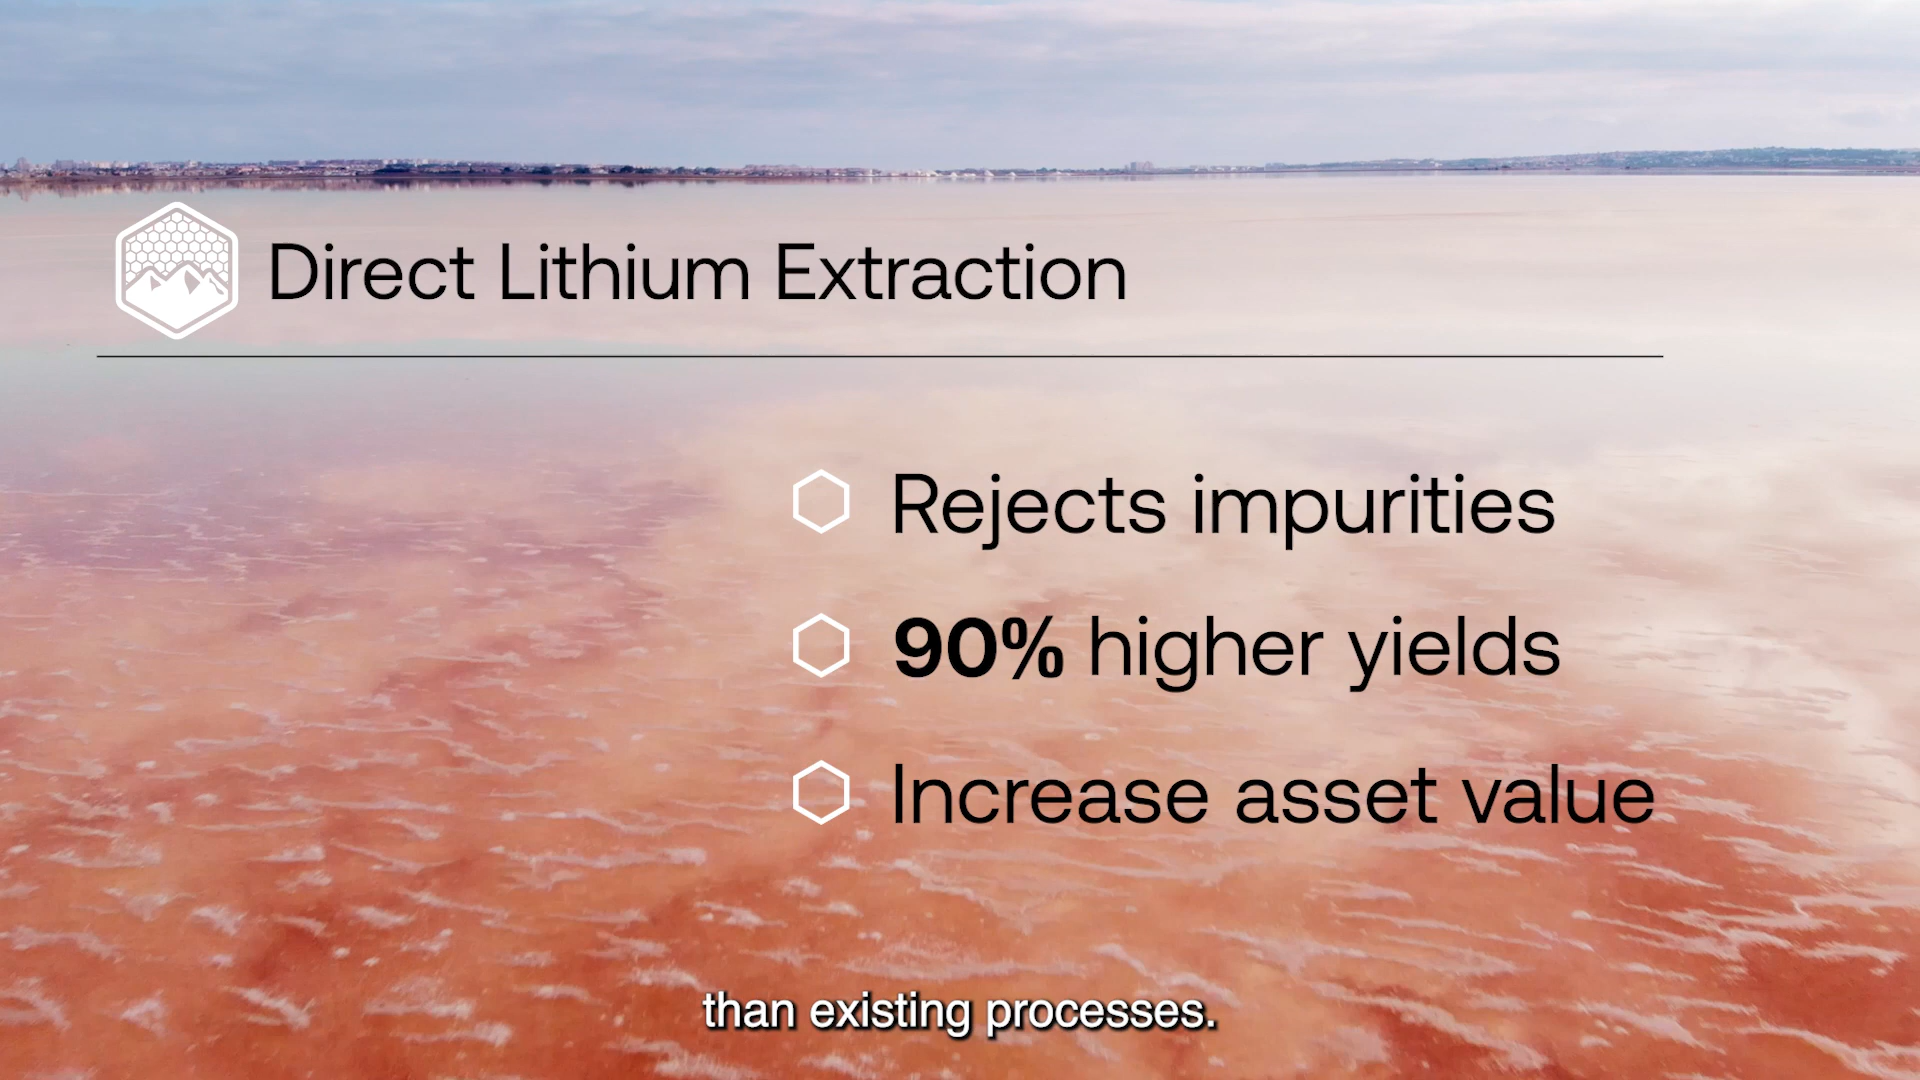 Direct Lithium Extraction
Rejects impurities
90% higher yields
Increase asset value
than existing processes.